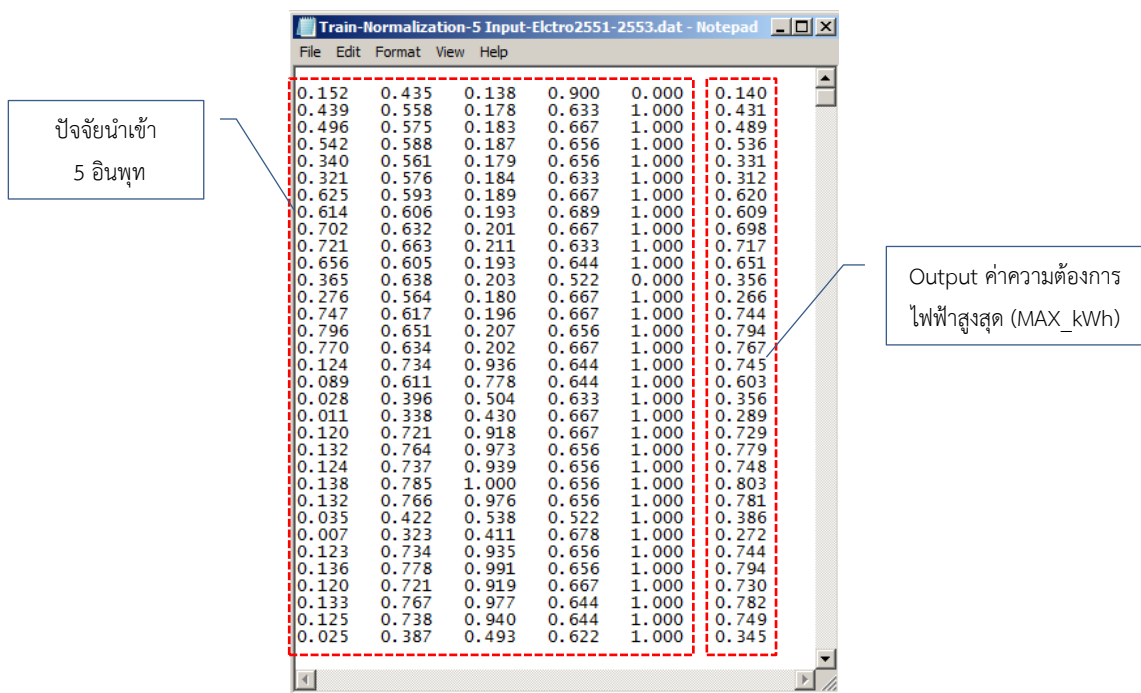 Train-Normalization-5 Input-Elctro2551-2553.dat - Notepad
File Edit Format View Help
ปัจจัยนำเข้า
5 อินพุท
0.152 0.435 0.138 0.900 0.000 0.140
0.439 0.558 0.178 0.633 1.000 0.431
0.496 0.575 0.183 0.667 1.000 0.489
0.542 0.588 0.187 0.656 1.000 0.536
0.340 0.561 0.179 0.656 1.000 0.331
0.321 0.576 0.184 0.633 1.000 0.312
0.625 0.593 0.189 0.667 1.000 0.620
0.614 0.606 0.193 0.689 1.000 0.609
0.702 0.632 0.201 0.667 1.000 0.698
0.721 0.663 0.211 0.633 1.000 0.717
0.656 0.605 0.193 0.644 1.000 0.651
0.365 0.638 0.203 0.522 0.000 0.356
0.276 0.564 0.180 0.667 1.000 0.266
0.747 0.617 0.196 0.667 1.000 0.744
0.796 0.651 0.207 0.656 1.000 0.794
0.770 0.634 0.202 0.667 1.000 0.767
0.124 0.734 0.936 0.644 1.000 0.745
0.089 0.611 0.778 0.644 1.000 0.603
0.028 0.396 0.504 0.633 1.000 0.356
0.011 0.338 0.430 0.667 1.000 0.289
0.120 0.721 0.918 0.667 1.000 0.729
0.132 0.764 0.973 0.656 1.000 0.779
0.124 0.737 0.939 0.656 1.000 0.748
0.138 0.785 1.000 0.656 1.000 0.803
0.132 0.766 0.976 0.656 1.000 0.781
0.035 0.422 0.538 0.522 1.000 0.386
0.007 0.323 0.411 0.678 1.000 0.272
0.123 0.734 0.935 0.656 1.000 0.744
0.136 0.778 0.991 0.656 1.000 0.794
0.120 0.721 0.919 0.667 1.000 0.730
0.133 0.767 0.977 0.644 1.000 0.782
0.125 0.738 0.940 0.644 1.000 0.749
0.025 0.387 0.493 0.622 1.000 0.345
Output ค่าความต้องการ
ไฟฟ้าสูงสุด (MAX_kWh)